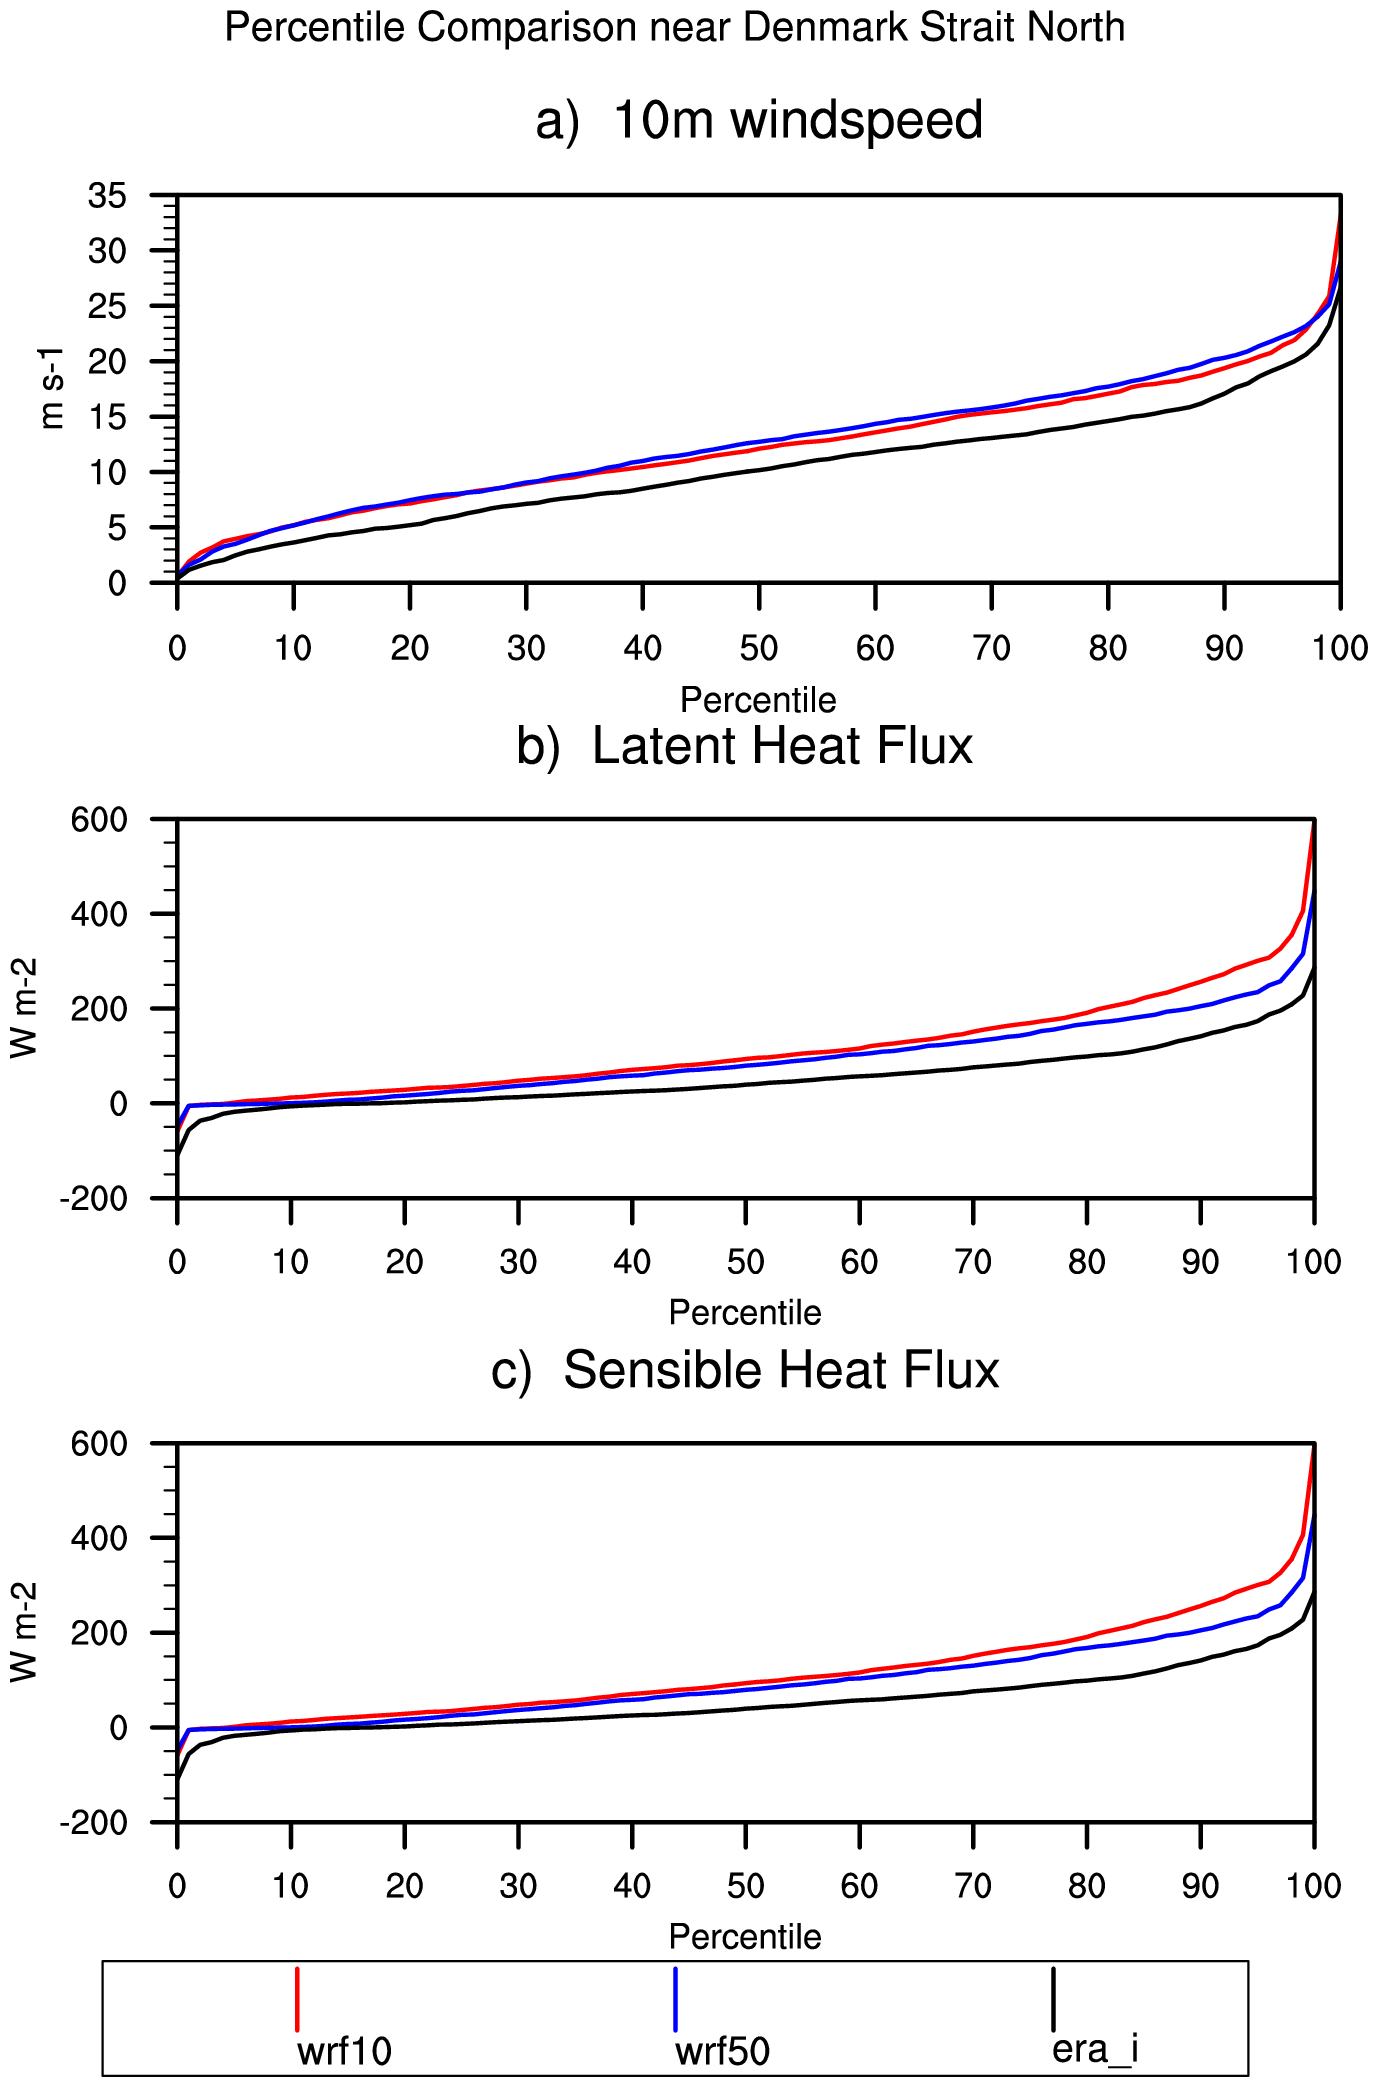 Percentile Comparison near Denmark Strait North
a) 10m windspeed
35
30
25
20
15
10
5
0
m s-1
0 10 20 30 40 50 60 70 80 90 100
Percentile
b) Latent Heat Flux
600
400
200
0
-200
W m-2
0 10 20 30 40 50 60 70 80 90 100
Percentile
c) Sensible Heat Flux
600
400
200
0
-200
W m-2
0 10 20 30 40 50 60 70 80 90 100
Percentile
wrf10 wrf50 era_i